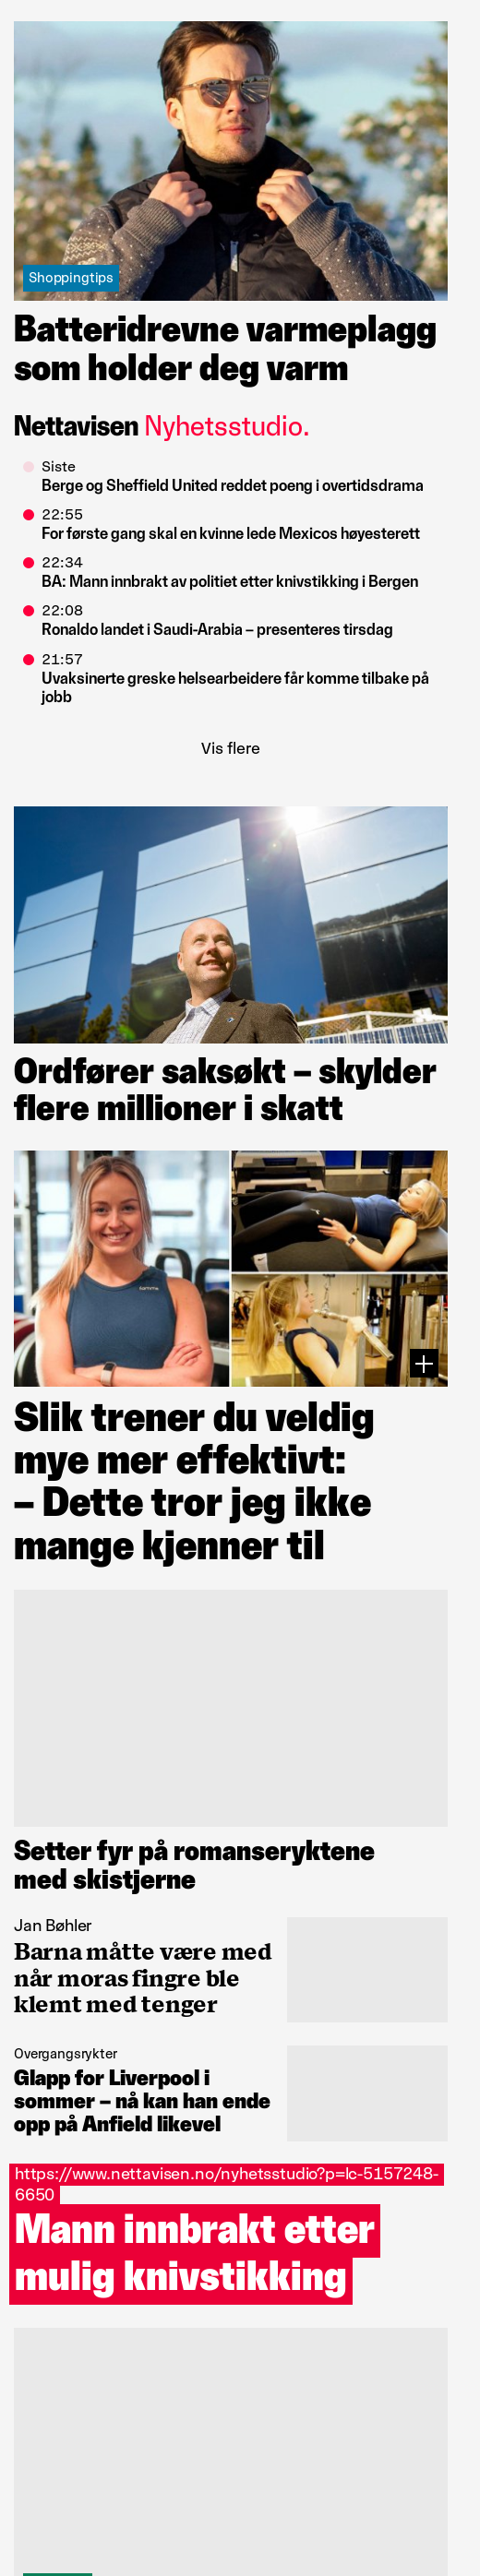 Shoppingtips
Batteridrevne varmeplagg
som holder deg varm
Nettavisen Nyhetsstudio.
Siste
Berge og Sheffield United reddet poeng i overtidsdrama
22:55
For første gang skal en kvinne lede Mexicos høyesterett
22:34
BA: Mann innbrakt av politiet etter knivstikking i Bergen
22:08
Ronaldo landet i Saudi-Arabia – presenteres tirsdag
21:57
Uvaksinerte greske helsearbeidere får komme tilbake på
jobb
Vis flere
Ordfører saksøkt – skylder
flere millioner i skatt
Slik trener du veldig
mye mer effektivt:
– Dette tror jeg ikke
mange kjenner til
Setter fyr på romanseryktene
med skistjerne
Jan Bøhler
Barna måtte være med
når moras fingre ble
klemt med tenger
Overgangsrykter
Glapp for Liverpool i
sommer – nå kan han ende
opp på Anfield likevel
https://www.nettavisen.no/nyhetsstudio?p=lc-5157248-
6650
Mann innbrakt etter
mulig knivstikking